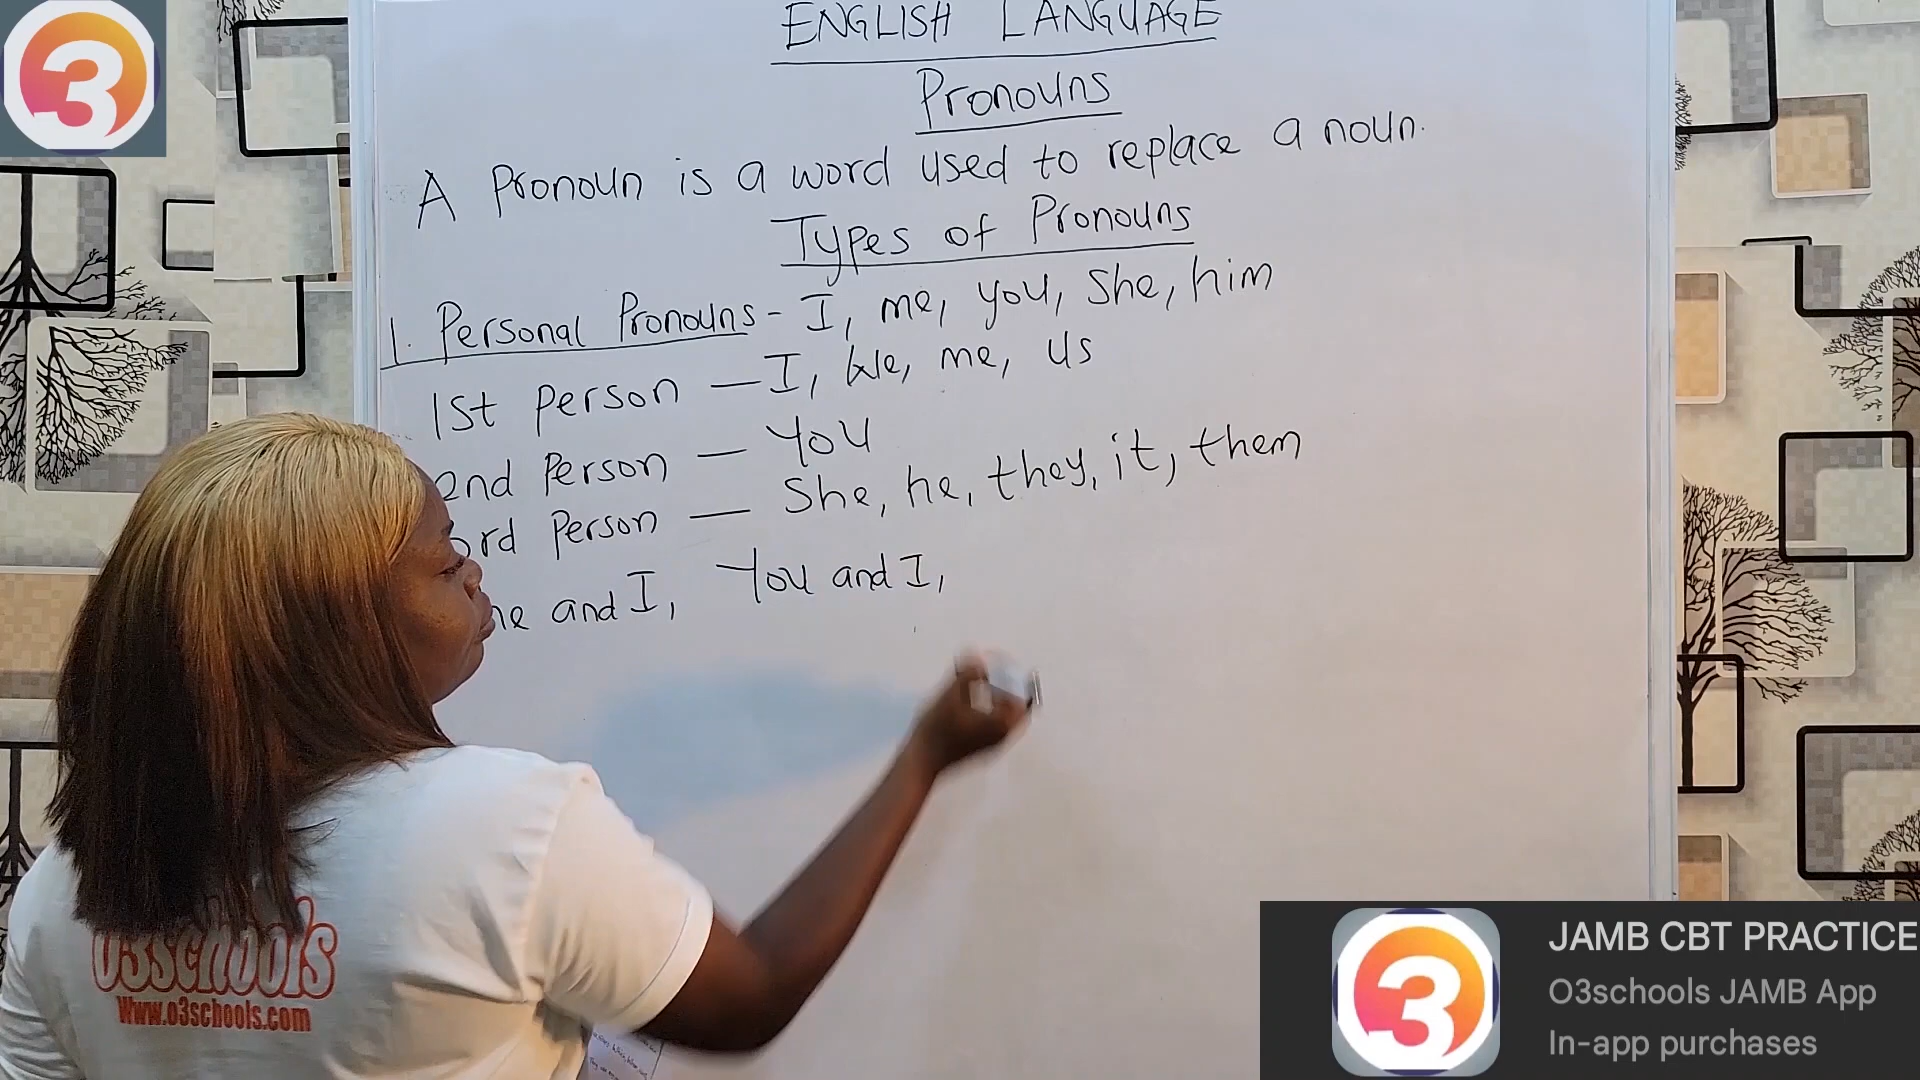 ENGLISH LANGUAGE
Pronouns
A Pronoun is a word used to replace a noun.
Types of Pronouns
1. Personal Pronouns - I, me, you, She, him
1st person — I, We, me, us
2nd Person — You
3rd Person — She, he, they, it, them
and I, You and I,
3
O3schools
Www.o3schools.com
3
JAMB CBT PRACTICE
O3schools JAMB App
In-app purchases